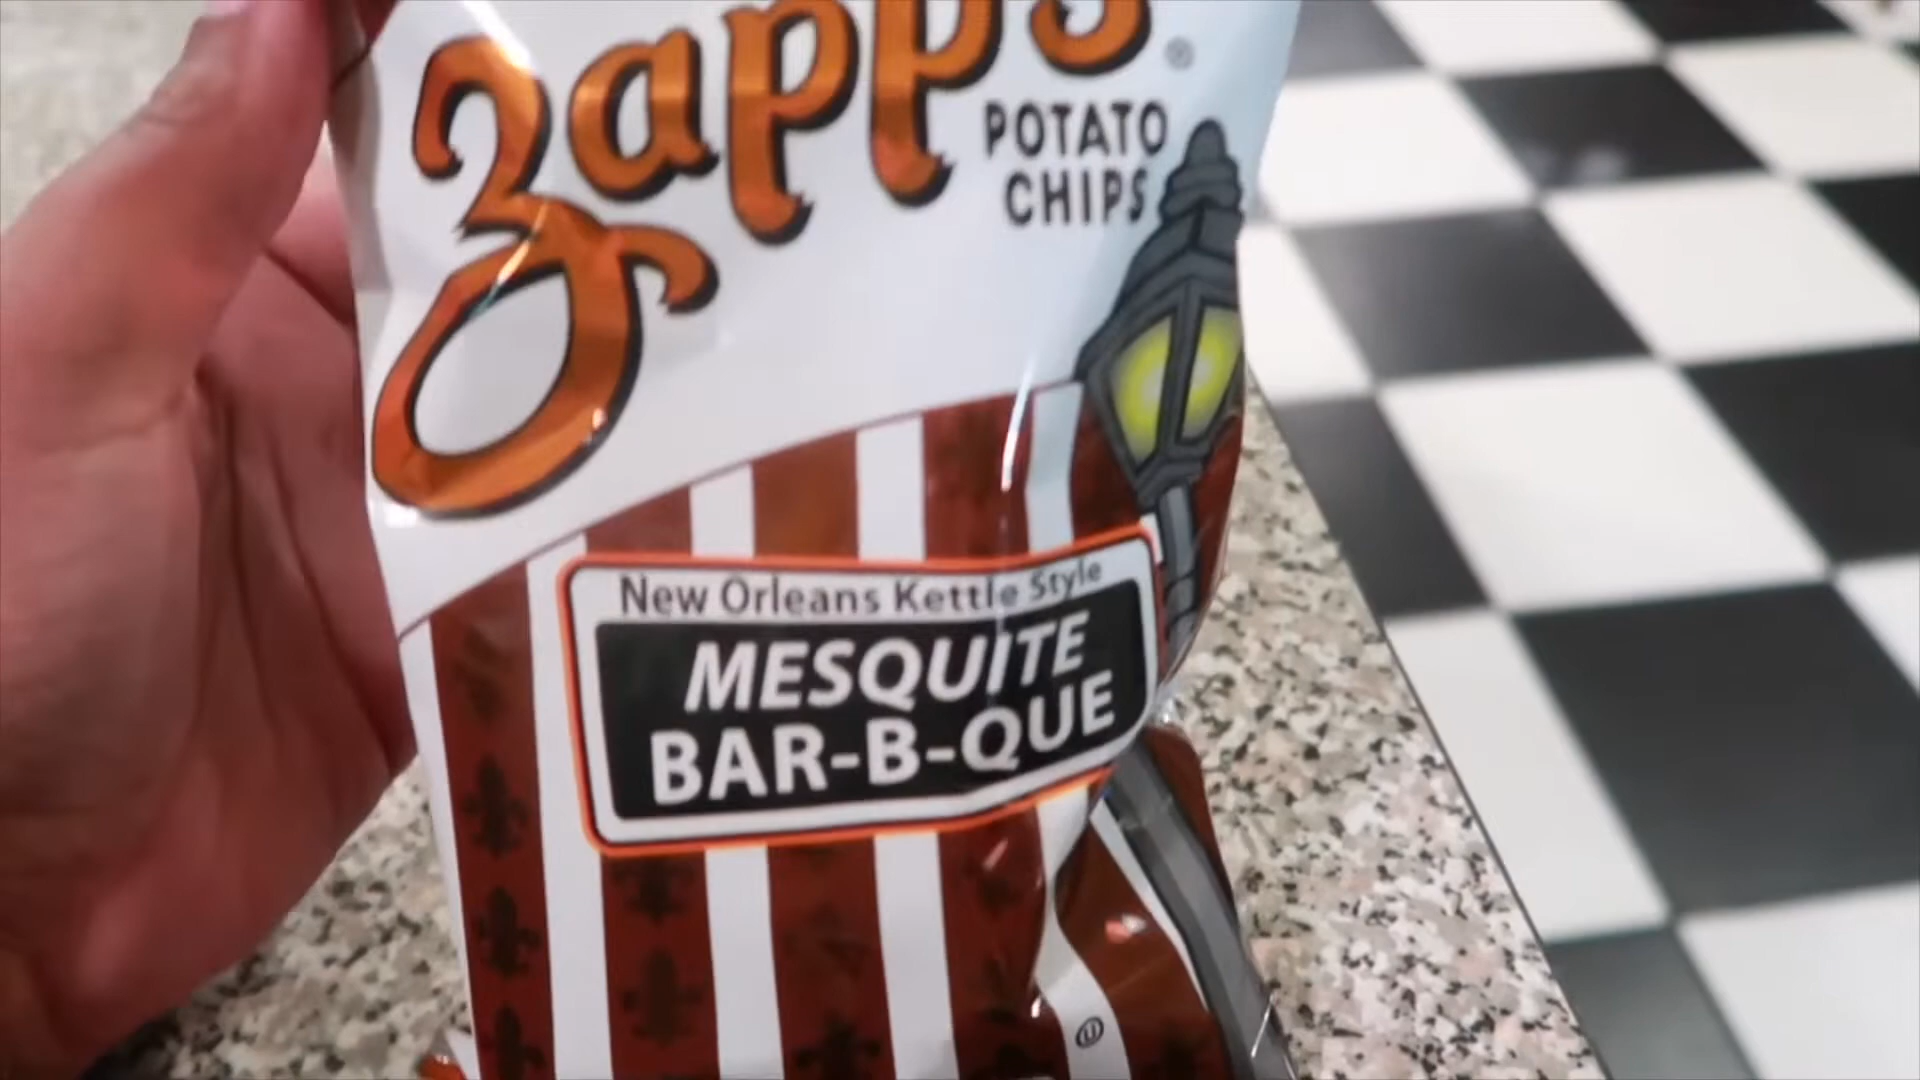 Zapp's ®
POTATO
CHIPS
New Orleans Kettle Style
MESQUITE
BAR-B-QUE
U